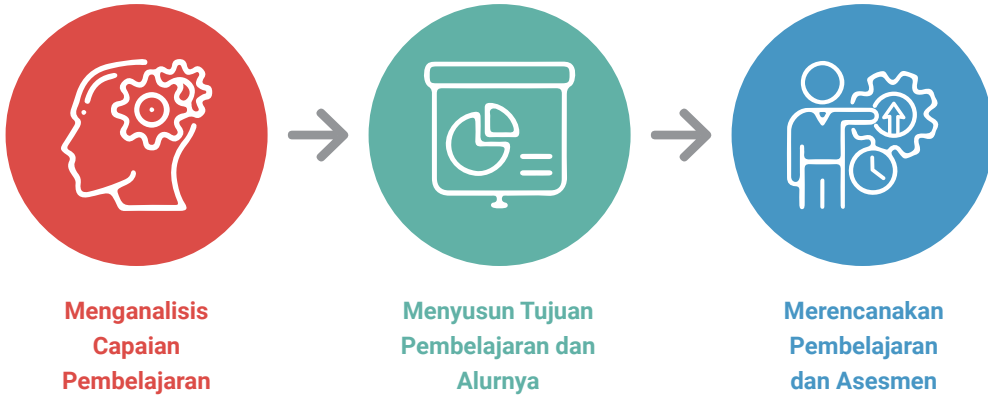 Menganalisis
Capaian
Pembelajaran
Menyusun Tujuan
Pembelajaran dan
Alurnya
Merencanakan
Pembelajaran
dan Asesmen